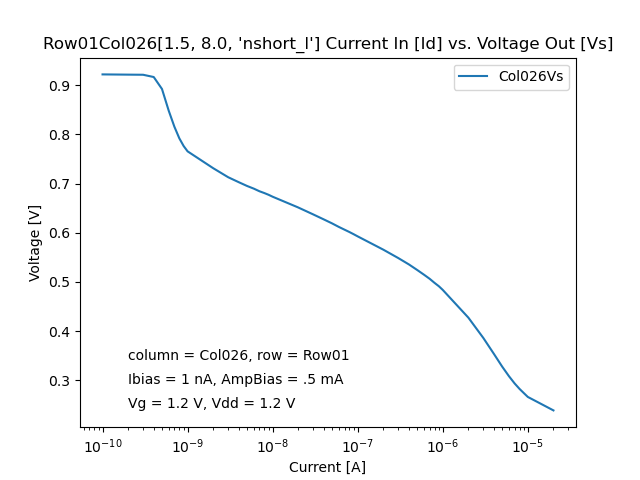 Row01Col026[1.5, 8.0, 'nshort_l'] Current In [Id] vs. Voltage Out [Vs]
Col026Vs
0.9
0.8
0.7
0.6
0.5
0.4
0.3
Voltage [V]
column = Col026, row = Row01
Ibias = 1 nA, AmpBias = .5 mA
Vg = 1.2 V, Vdd = 1.2 V
10⁻¹⁰ 10⁻⁹ 10⁻⁸ 10⁻⁷ 10⁻⁶ 10⁻⁵
Current [A]